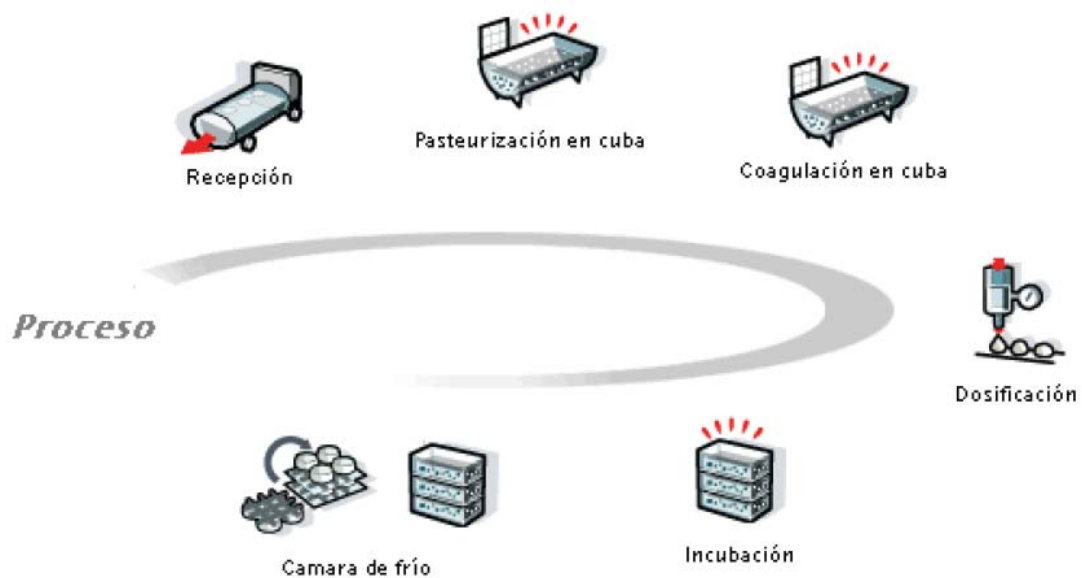 Recepción
Pasteurización en cuba
Coagulación en cuba
Proceso
Dosificación
Incubación
Camara de frío